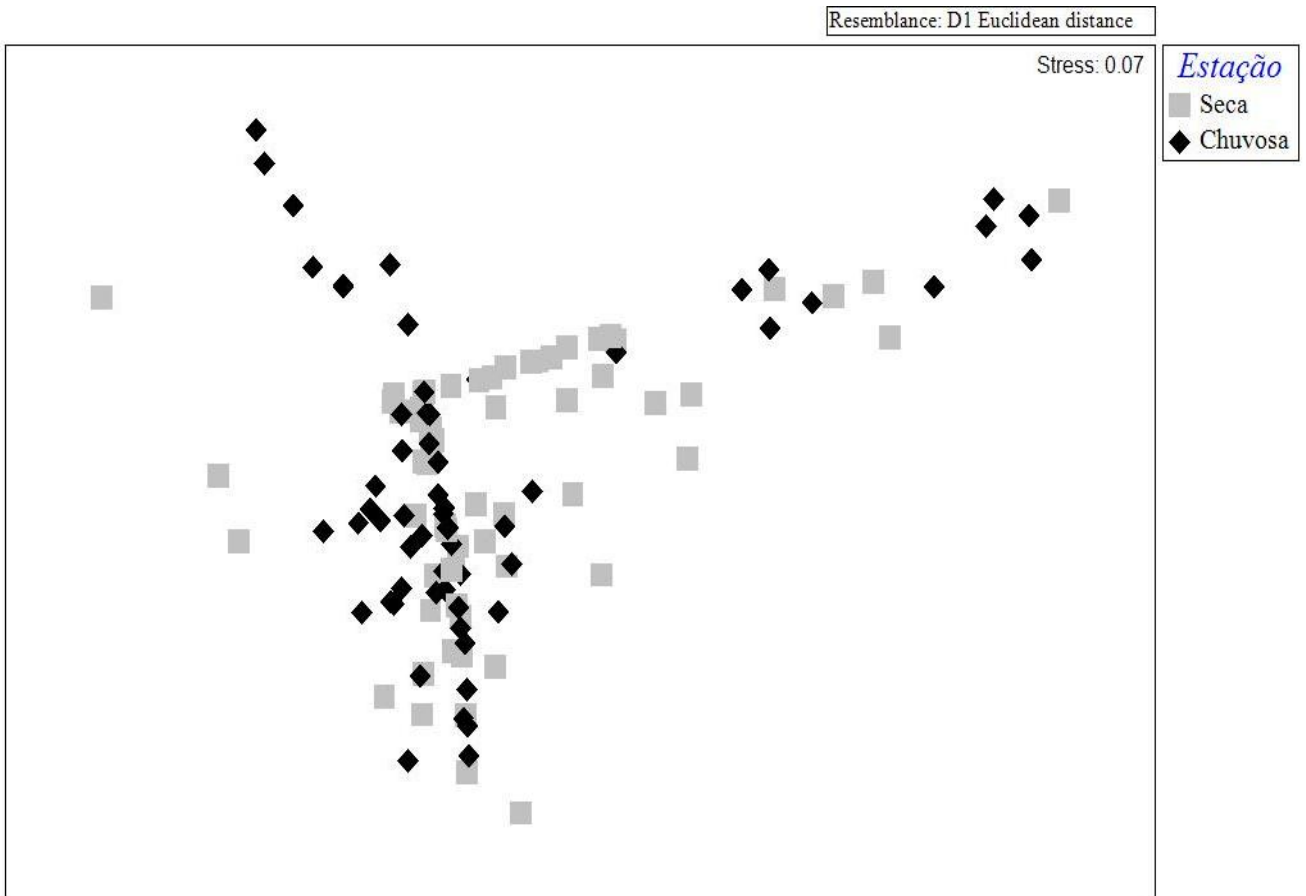 Resemblance: D1 Euclidean distance
Stress: 0.07
Estação
Seca
Chuvosa